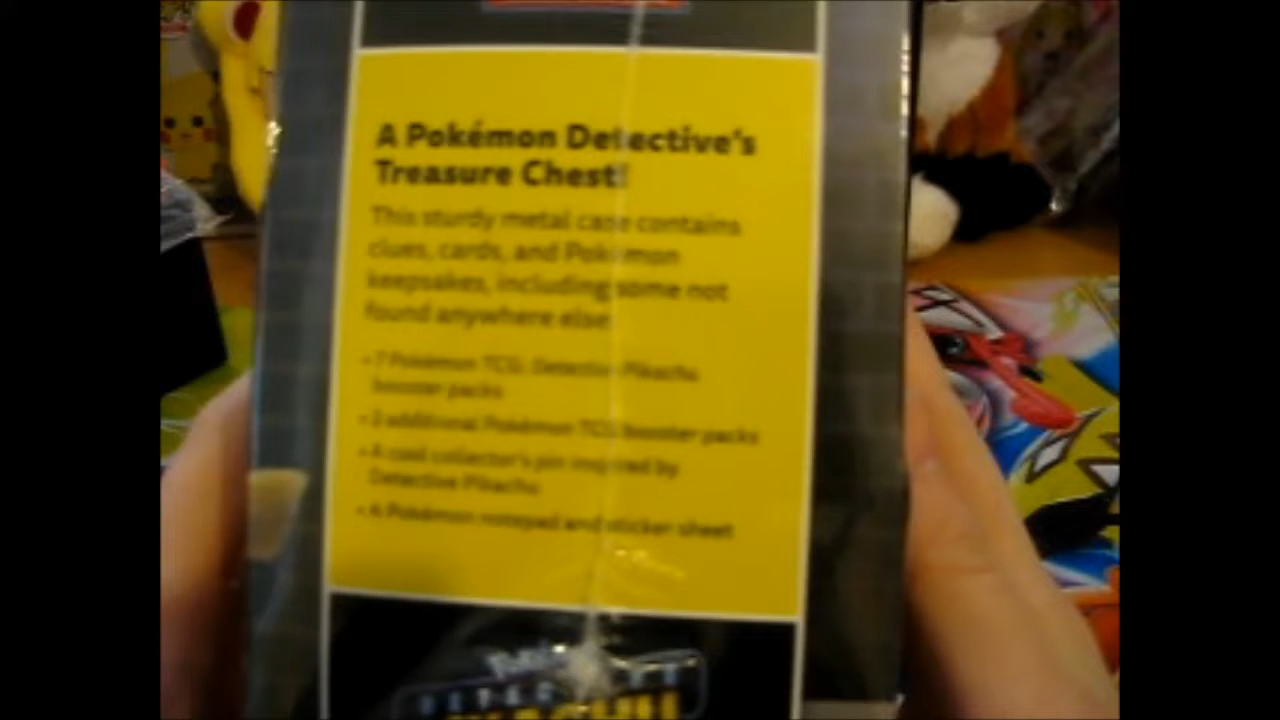 A Pokémon Detective's
Treasure Chest!
This sturdy metal case contains
clues, cards, and Pokémon
keepsakes, including some not
found anywhere else:
• 7 Pokémon TCG: Detective Pikachu
booster packs
• 2 additional Pokémon TCG booster packs
• A cool collector's pin inspired by
Detective Pikachu
• A Pokémon notepad and sticker sheet